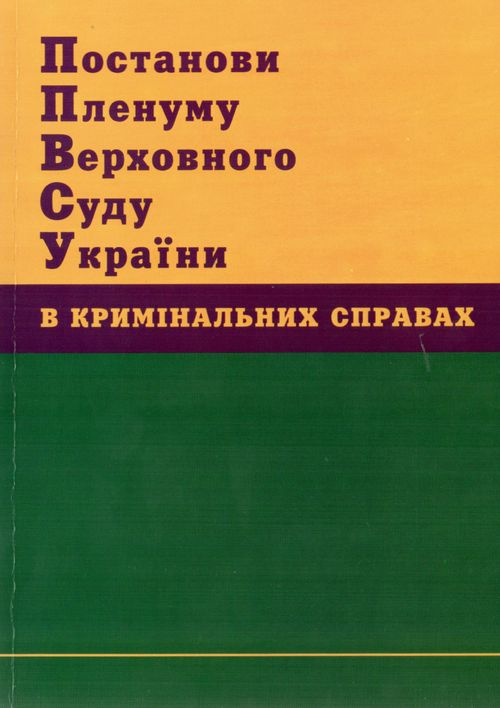 Постанови
Пленуму
Верховного
Суду
України
В КРИМІНАЛЬНИХ СПРАВАХ